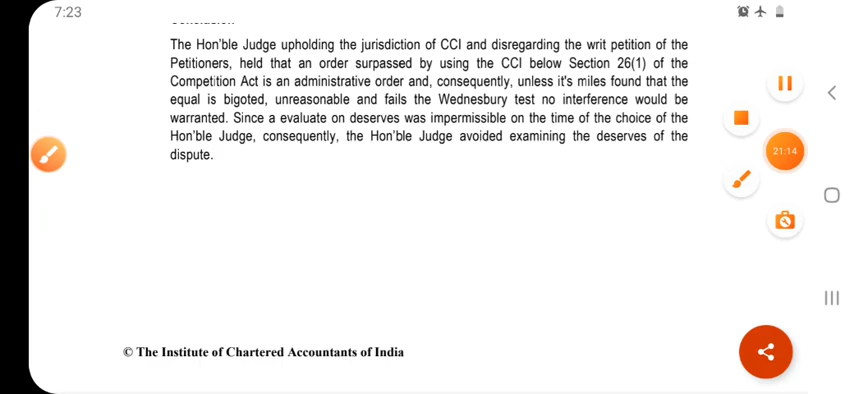 7:23
The Hon'ble Judge upholding the jurisdiction of CCI and disregarding the writ petition of the
Petitioners, held that an order surpassed by using the CCI below Section 26(1) of the
Competition Act is an administrative order and, consequently, unless it's miles found that the
equal is bigoted, unreasonable and fails the Wednesbury test no interference would be
warranted. Since a evaluate on deserves was impermissible on the time of the choice of the
Hon'ble Judge, consequently, the Hon'ble Judge avoided examining the deserves of the
dispute.
21:14
© The Institute of Chartered Accountants of India